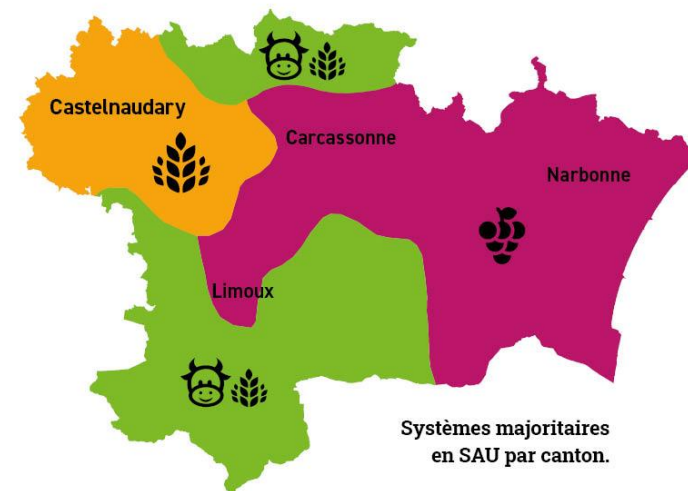 Castelnaudary
Carcassonne
Narbonne
Limoux
Systèmes majoritaires
en SAU par canton.